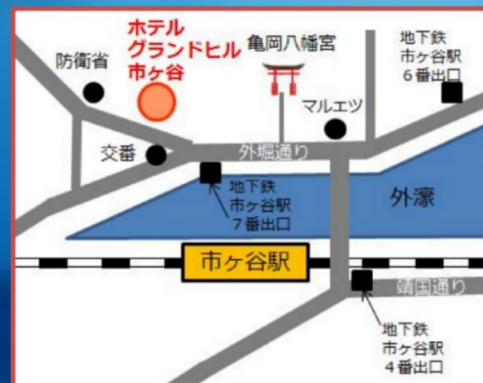 ホテル
グランドヒル
市ヶ谷
亀岡八幡宮
地下鉄
市ヶ谷駅
6番出口
防衛省
マルエツ
交番
外堀通り
地下鉄
市ヶ谷駅
7番出口
外濠
市ヶ谷駅
靖国通り
地下鉄
市ヶ谷駅
4番出口